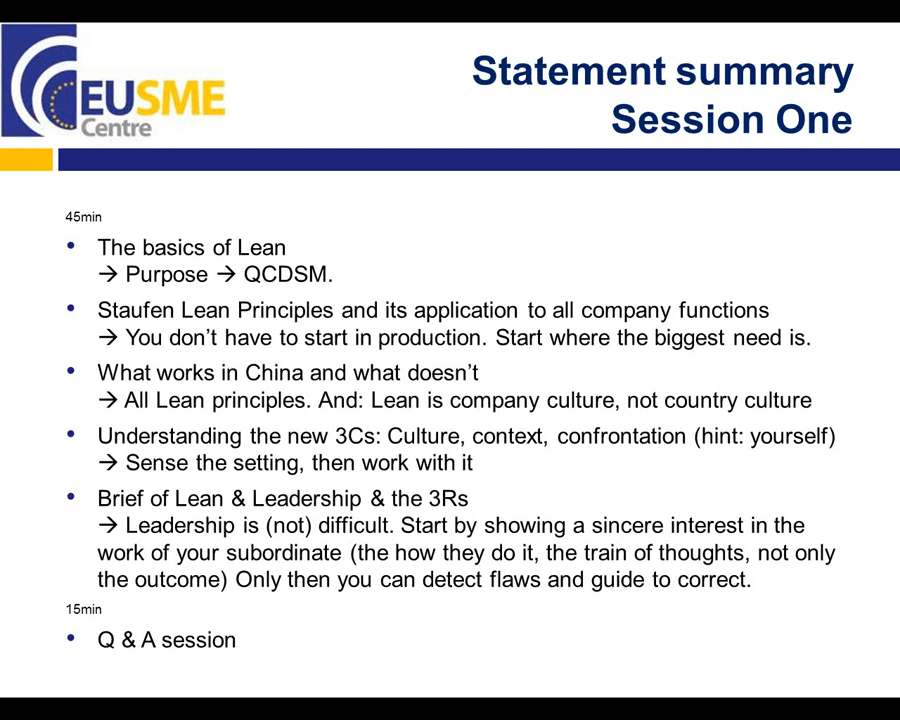 EUSME
Centre
Statement summary
Session One
45min
• The basics of Lean
→ Purpose → QCDSM.
• Staufen Lean Principles and its application to all company functions
→ You don’t have to start in production. Start where the biggest need is.
• What works in China and what doesn’t
→ All Lean principles. And: Lean is company culture, not country culture
• Understanding the new 3Cs: Culture, context, confrontation (hint: yourself)
→ Sense the setting, then work with it
• Brief of Lean & Leadership & the 3Rs
→ Leadership is (not) difficult. Start by showing a sincere interest in the
work of your subordinate (the how they do it, the train of thoughts, not only
the outcome) Only then you can detect flaws and guide to correct.
15min
• Q & A session